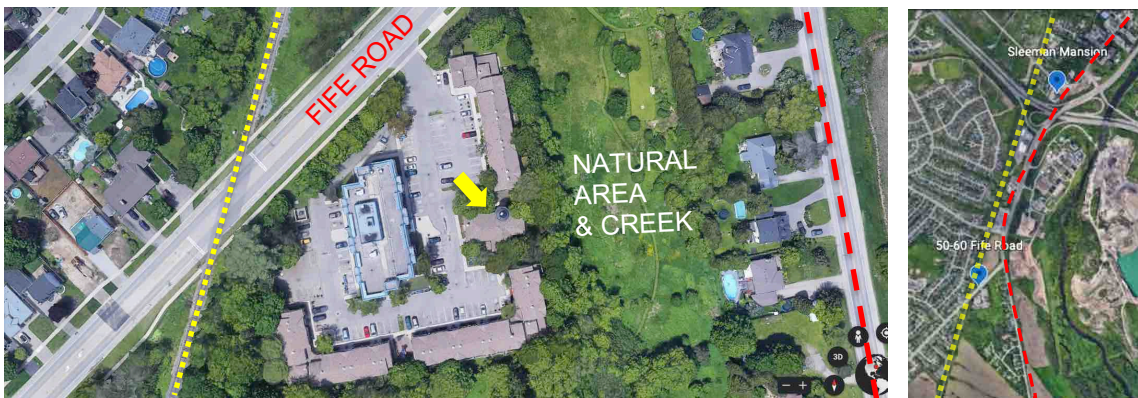 FIFE ROAD
NATURAL
AREA
& CREEK
3D
Sleeman Mansion
50-60 Fife Road